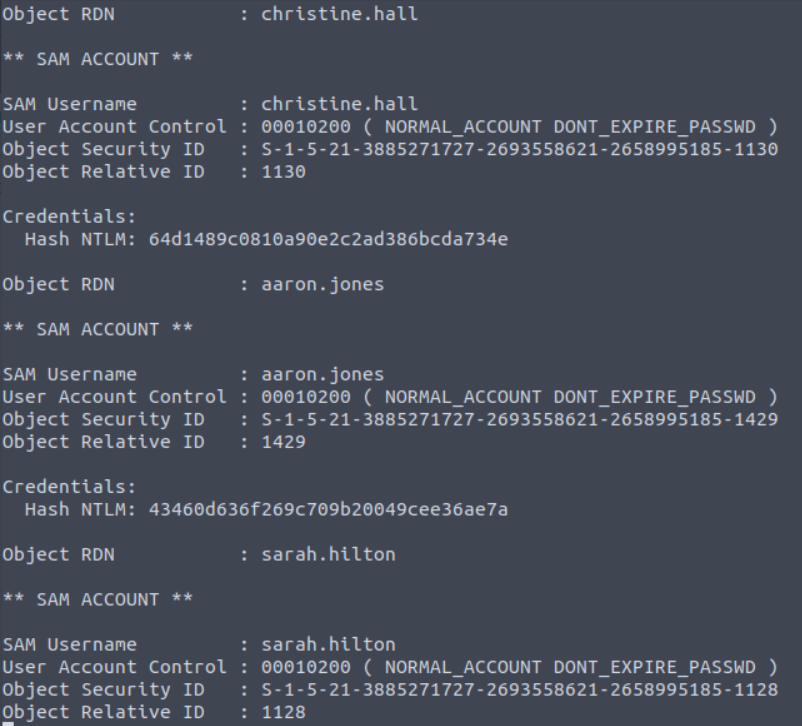 Object RDN : christine.hall
** SAM ACCOUNT **
SAM Username : christine.hall
User Account Control : 00010200 ( NORMAL_ACCOUNT DONT_EXPIRE_PASSWD )
Object Security ID : S-1-5-21-3885271727-2693558621-2658995185-1130
Object Relative ID : 1130
Credentials:
Hash NTLM: 64d1489c0810a90e2c2ad386bcda734e
Object RDN : aaron.jones
** SAM ACCOUNT **
SAM Username : aaron.jones
User Account Control : 00010200 ( NORMAL_ACCOUNT DONT_EXPIRE_PASSWD )
Object Security ID : S-1-5-21-3885271727-2693558621-2658995185-1429
Object Relative ID : 1429
Credentials:
Hash NTLM: 43460d636f269c709b20049cee36ae7a
Object RDN : sarah.hilton
** SAM ACCOUNT **
SAM Username : sarah.hilton
User Account Control : 00010200 ( NORMAL_ACCOUNT DONT_EXPIRE_PASSWD )
Object Security ID : S-1-5-21-3885271727-2693558621-2658995185-1128
Object Relative ID : 1128